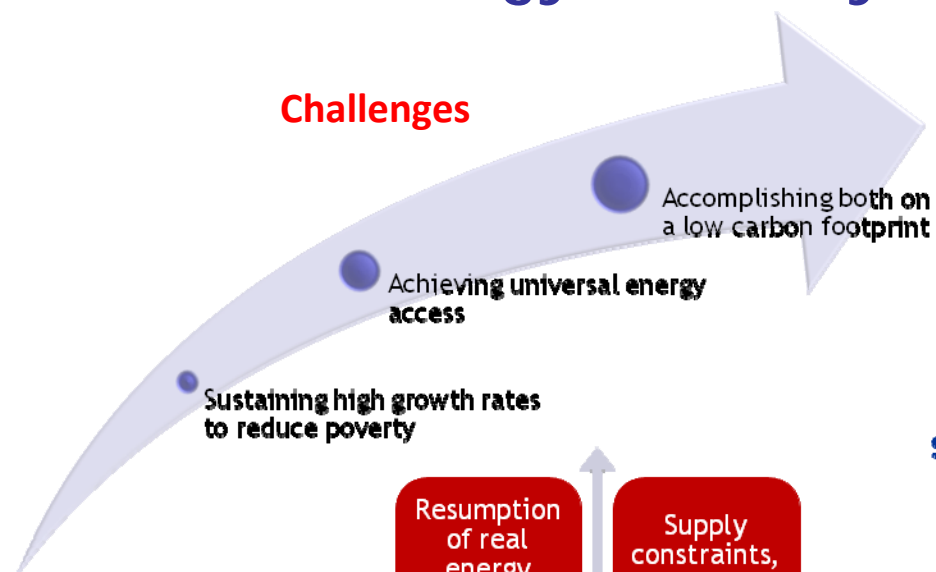 Challenges
Accomplishing both on
a low carbon footprint
Achieving universal energy
access
Sustaining high growth rates
to reduce poverty
Resumption
of real
energy
Supply
constraints,